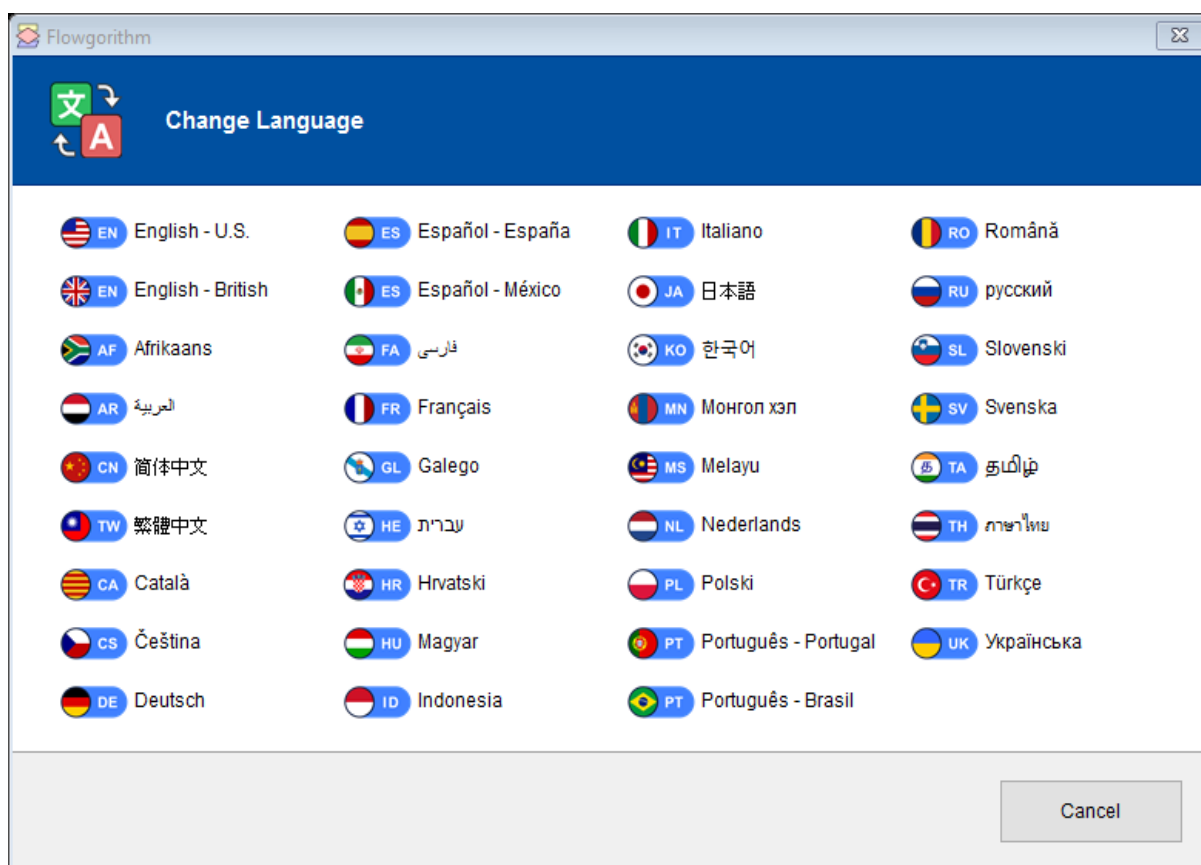 Flowgorithm
Change Language
EN English - U.S.
EN English - British
AF Afrikaans
AR العربية
CN 简体中文
TW 繁體中文
CA Català
CS Čeština
DE Deutsch
ES Español - España
ES Español - México
FA فارسی
FR Français
GL Galego
HE עברית
HR Hrvatski
HU Magyar
ID Indonesia
IT Italiano
JA 日本語
KO 한국어
MN Монгол хэл
MS Melayu
NL Nederlands
PL Polski
PT Português - Portugal
PT Português - Brasil
RO Română
RU русский
SL Slovenski
SV Svenska
TA தமிழ்
TH ภาษาไทย
TR Türkçe
UK Українська
Cancel